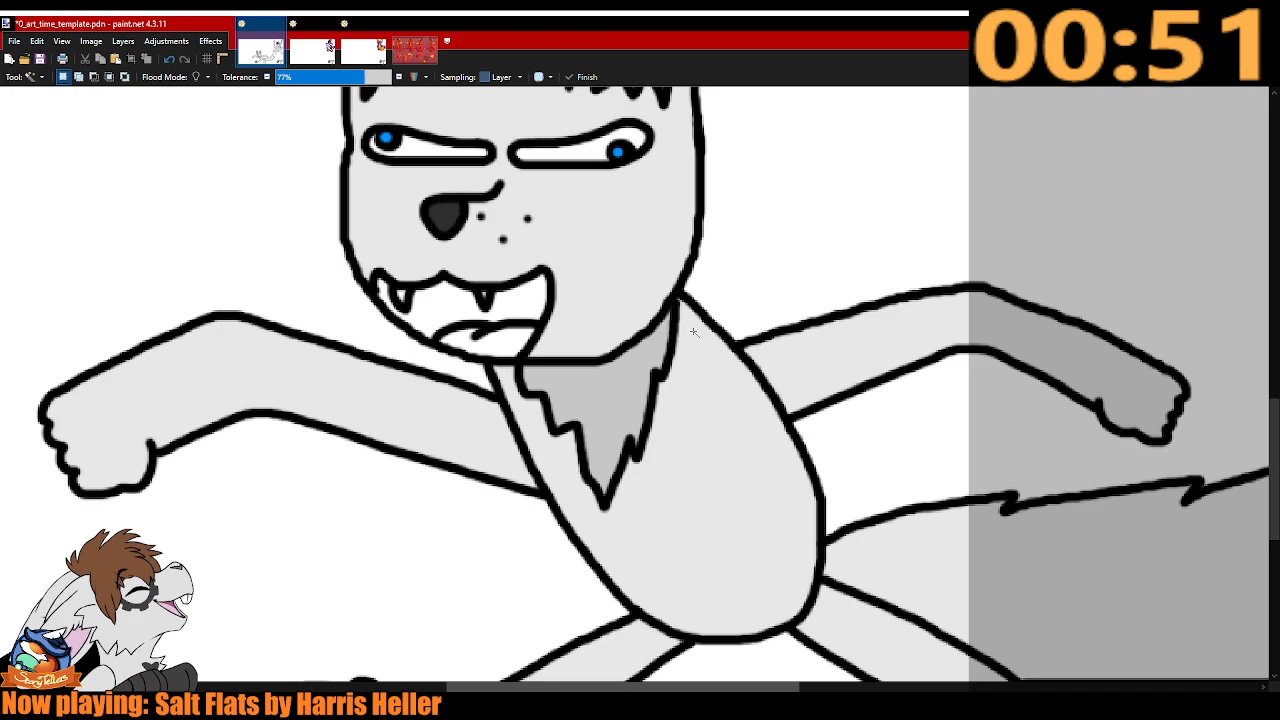 *0_art_time_template.pdn - paint.net 4.3.11
00:51
File Edit View Image Layers Adjustments Effects
Tool: Flood Mode: Tolerance: 77% Sampling: Layer Finish
StoryTellers
Now playing: Salt Flats by Harris Heller